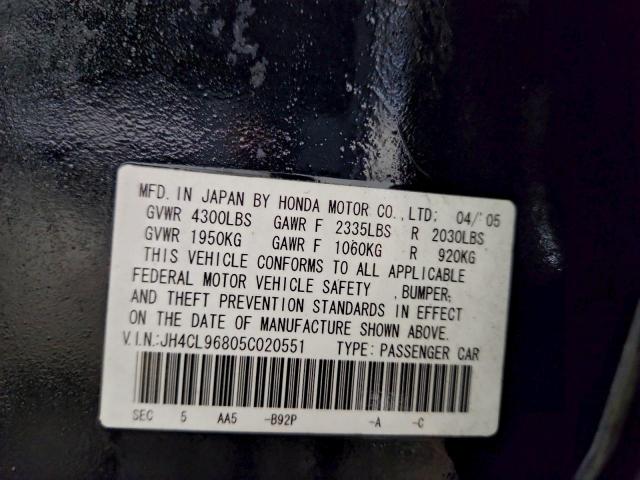 MFD. IN JAPAN BY HONDA MOTOR CO., LTD: 04/'05
GVWR 4300LBS GAWR F 2335LBS R 2030LBS
GVWR 1950KG GAWR F 1060KG R 920KG
THIS VEHICLE CONFORMS TO ALL APPLICABLE
FEDERAL MOTOR VEHICLE SAFETY , BUMPER,
AND THEFT PREVENTION STANDARDS IN EFFECT
ON THE DATE OF MANUFACTURE SHOWN ABOVE.
V.I.N.:JH4CL96805C020551 TYPE: PASSENGER CAR
SEC 5 AA5 -B92P -A -C